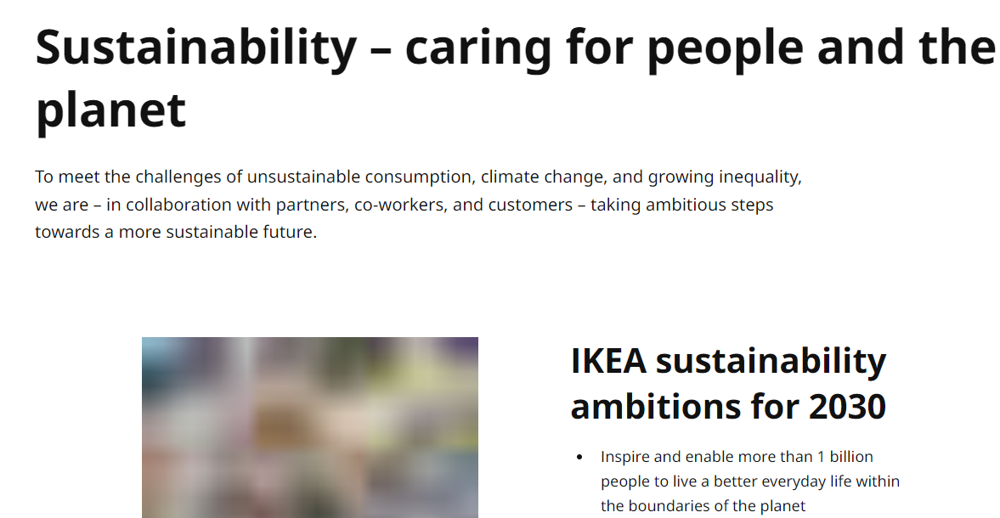 Sustainability – caring for people and the
planet
To meet the challenges of unsustainable consumption, climate change, and growing inequality,
we are – in collaboration with partners, co-workers, and customers – taking ambitious steps
towards a more sustainable future.
IKEA sustainability
ambitions for 2030
• Inspire and enable more than 1 billion
people to live a better everyday life within
the boundaries of the planet